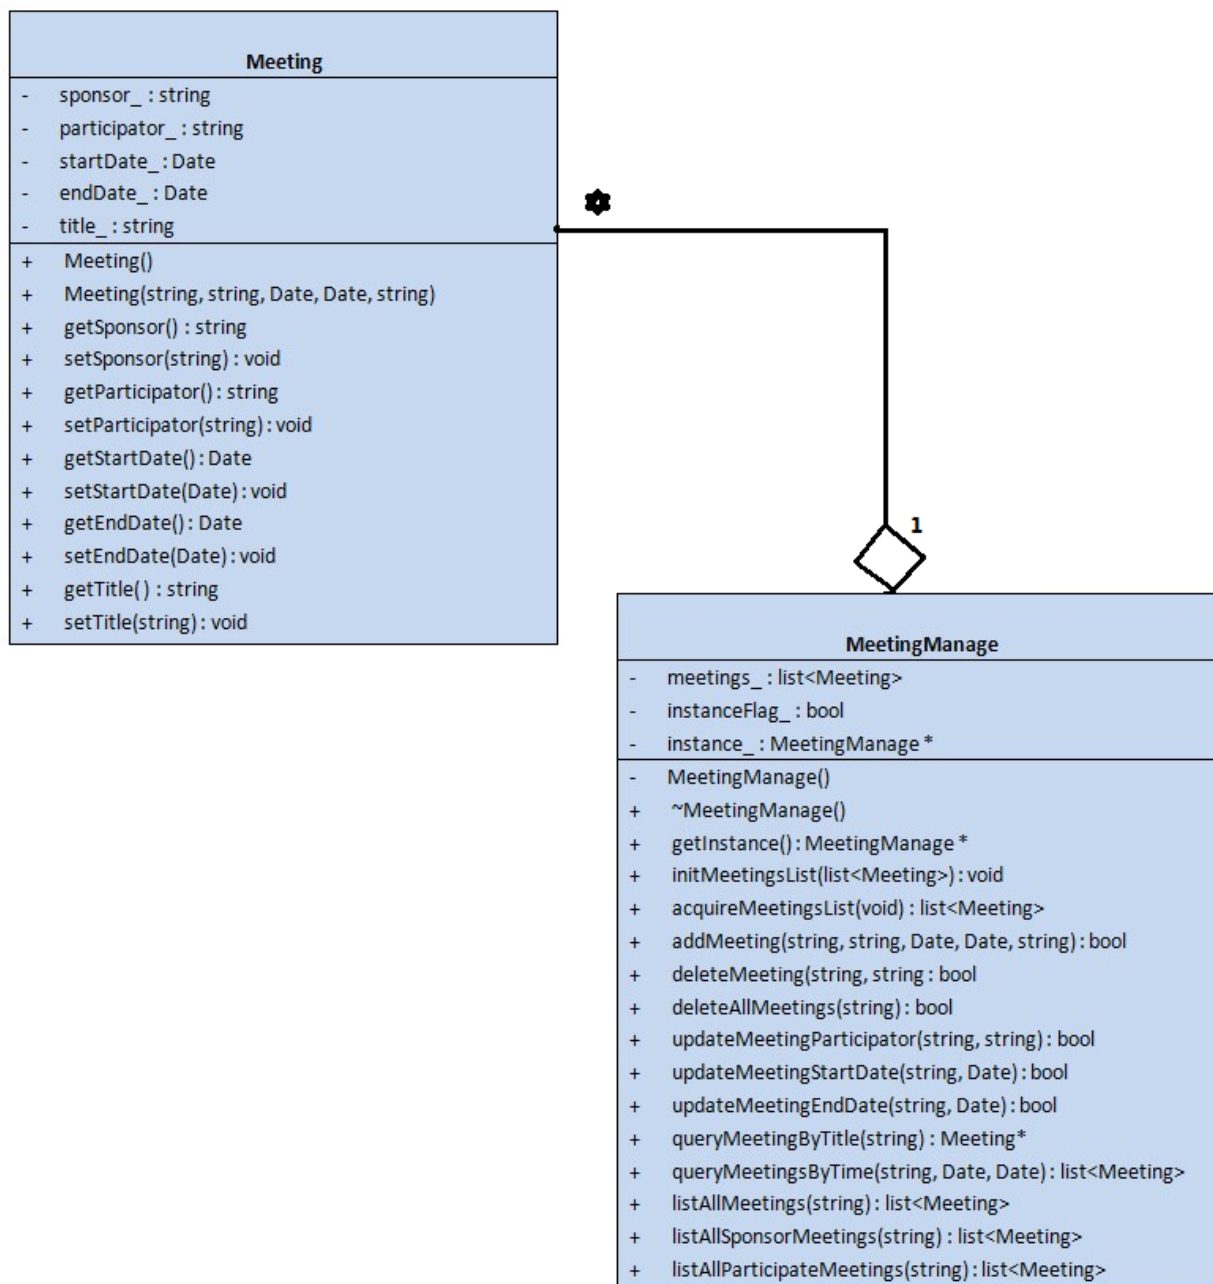 Meeting
- sponsor_ : string
- participator_ : string
- startDate_ : Date
- endDate_ : Date
- title_ : string
+ Meeting()
+ Meeting(string, string, Date, Date, string)
+ getSponsor() : string
+ setSponsor(string) : void
+ getParticipator() : string
+ setParticipator(string) : void
+ getStartDate() : Date
+ setStartDate(Date) : void
+ getEndDate() : Date
+ setEndDate(Date) : void
+ getTitle( ) : string
+ setTitle(string) : void
*
1
MeetingManage
- meetings_ : list<Meeting>
- instanceFlag_ : bool
- instance_ : MeetingManage *
- MeetingManage()
+ ~MeetingManage()
+ getInstance() : MeetingManage *
+ initMeetingsList(list<Meeting>) : void
+ acquireMeetingsList(void) : list<Meeting>
+ addMeeting(string, string, Date, Date, string) : bool
+ deleteMeeting(string, string : bool
+ deleteAllMeetings(string) : bool
+ updateMeetingParticipator(string, string) : bool
+ updateMeetingStartDate(string, Date) : bool
+ updateMeetingEndDate(string, Date) : bool
+ queryMeetingByTitle(string) : Meeting*
+ queryMeetingsByTime(string, Date, Date) : list<Meeting>
+ listAllMeetings(string) : list<Meeting>
+ listAllSponsorMeetings(string) : list<Meeting>
+ listAllParticipateMeetings(string) : list<Meeting>